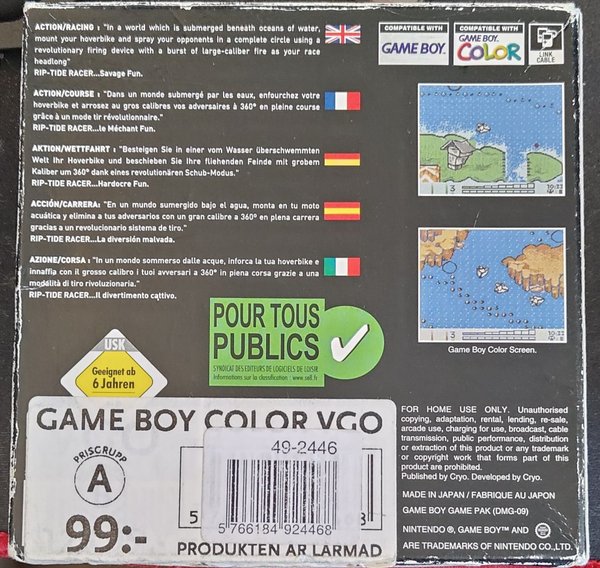 ACTION/RACING : "In a world which is submerged beneath oceans of water,
mount your hoverbike and spray your opponents in a complete circle using a
revolutionary firing device with a burst of large-caliber fire as your race
headlong"
RIP-TIDE RACER...Savage Fun.
ACTION/COURSE : "Dans un monde submergé par les eaux, enfourchez votre
hoverbike et arrosez au gros calibres vos adversaires à 360° en pleine course
grâce à un mode tir révolutionnaire."
RIP-TIDE RACER...le Méchant Fun.
AKTION/WETTFAHRT : "Besteigen Sie in einer vom Wasser überschwemmten
Welt Ihr Hoverbike und beschieben Sie Ihre fliehenden Feinde mit grobem
Kaliber um 360° dank eines revolutionären Schub-Modus."
RIP-TIDE RACER...Hardcore Fun.
ACCIÓN/CARRERA : "En un mundo sumergido bajo el agua, monta en tu moto
acuática y elimina a tus adversarios con un gran calibre a 360° en plena carrera
gracias a un revolucionario sistema de tiro."
RIP-TIDE RACER...La diversión malvada.
AZIONE/CORSA : "In un mondo sommerso dalle acque, inforca la tua hoverbike e
innaffia con il grosso calibro i tuoi avversari a 360° in piena corsa grazie a una
modalità di tiro rivoluzionaria."
RIP-TIDE RACER...Il divertimento cattivo.
COMPATIBLE WITH
GAME BOY
COMPATIBLE WITH
GAME BOY
COLOR
LINK
CABLE
Game Boy Color Screen.
USK
Geeignet ab
6 Jahren
POUR TOUS
PUBLICS
SYNDICAT DES EDITEURS DE LOGICIELS DE LOISIR
Informations sur la classification : www.sell.fr
GAME BOY COLOR VGO
PRISGRUPP
A
99:-
49-2446
5 766184 924468
PRODUKTEN ÄR LARMAD
FOR HOME USE ONLY. Unauthorised
copying, adaptation, rental, lending, re-sale,
arcade use, charging for use, broadcast, cable
transmission, public performance, distribution
or extraction of this product or any trademark
or copyright work that forms part of this
product are prohibited.
Published by Cryo. Developed by Cryo.
MADE IN JAPAN / FABRIQUE AU JAPON
GAME BOY GAME PAK (DMG-09)
NINTENDO ®, GAME BOY™ AND
ARE TRADEMARKS OF NINTENDO CO.,LTD.